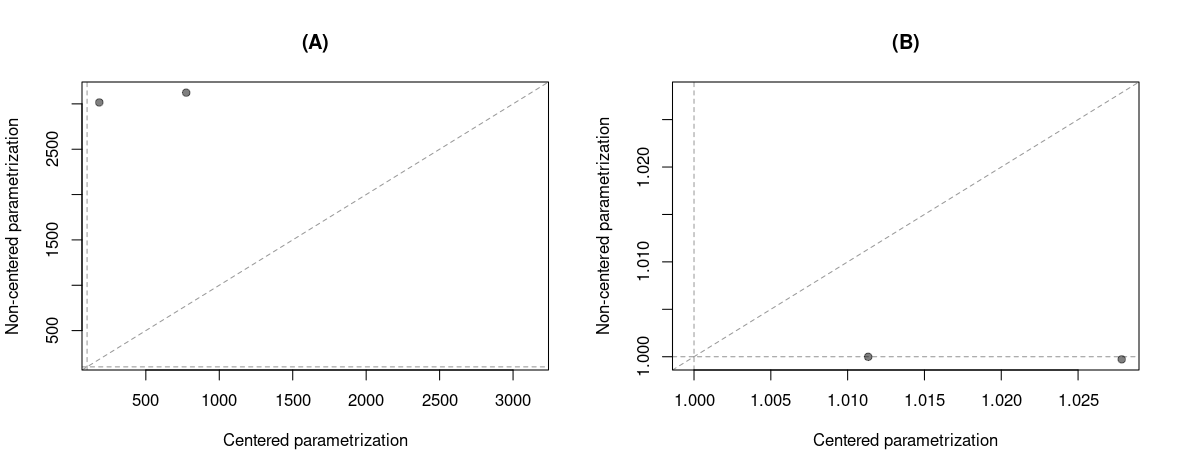 (A)
Non-centered parametrization
500
1500
2500
500 1000 1500 2000 2500 3000
Centered parametrization
(B)
Non-centered parametrization
1.000
1.010
1.020
1.000 1.005 1.010 1.015 1.020 1.025
Centered parametrization